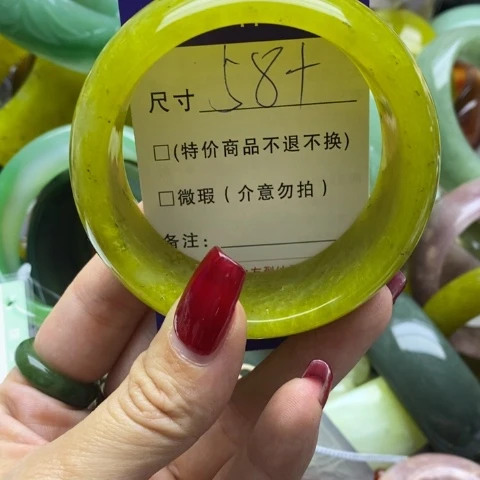 尺寸 58+
□(特价商品不退不换)
□微瑕(介意勿拍)
备注: